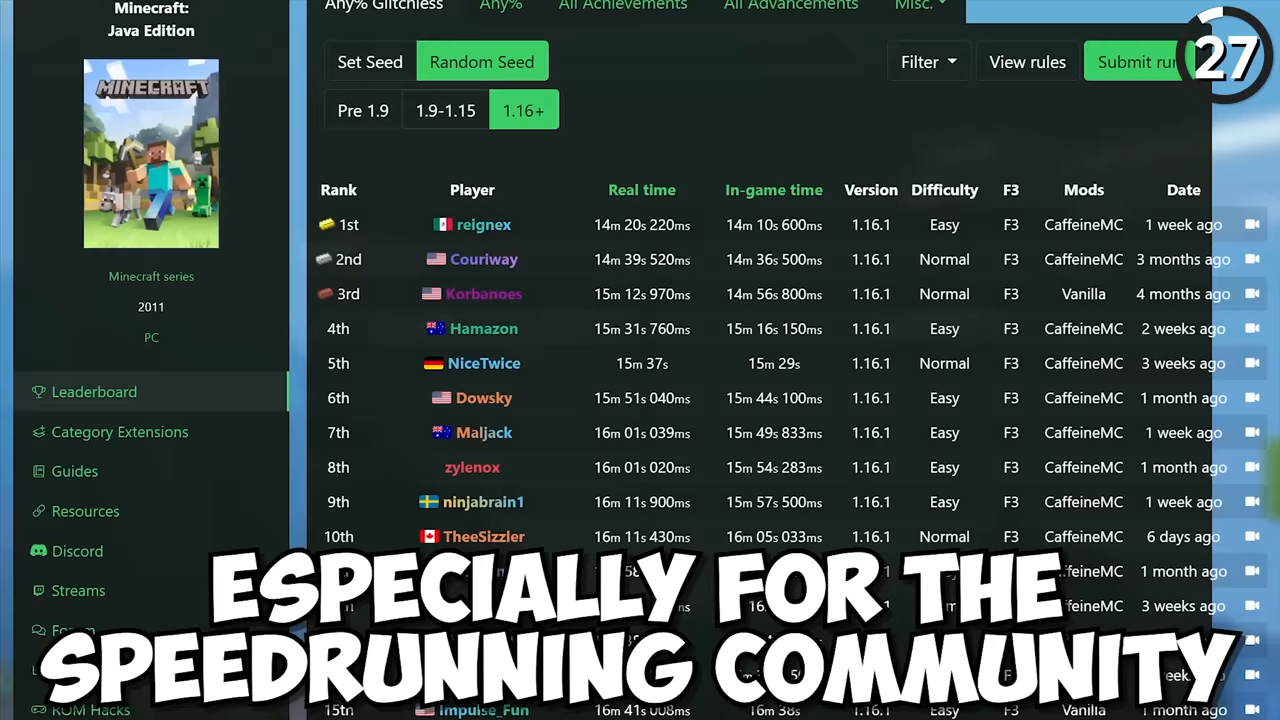 Minecraft:
Java Edition
MINECRAFT
Minecraft series
2011
PC
Leaderboard
Category Extensions
Guides
Resources
Discord
Streams
Forum
ROM Hacks
Any% Glitchless Any% All Achievements All Advancements Misc.
Set Seed Random Seed Filter View rules Submit run
27
Pre 1.9 1.9-1.15 1.16+
Rank Player Real time In-game time Version Difficulty F3 Mods Date
1st reignex 14m 20s 220ms 14m 10s 600ms 1.16.1 Easy F3 CaffeineMC 1 week ago
2nd Couriway 14m 39s 520ms 14m 36s 500ms 1.16.1 Normal F3 CaffeineMC 3 months ago
3rd Korbanoes 15m 12s 970ms 14m 56s 800ms 1.16.1 Normal F3 Vanilla 4 months ago
4th Hamazon 15m 31s 760ms 15m 16s 150ms 1.16.1 Easy F3 CaffeineMC 2 weeks ago
5th NiceTwice 15m 37s 15m 29s 1.16.1 Normal F3 CaffeineMC 3 weeks ago
6th Dowsky 15m 51s 040ms 15m 44s 100ms 1.16.1 Easy F3 CaffeineMC 1 month ago
7th Maljack 16m 01s 039ms 15m 49s 833ms 1.16.1 Easy F3 CaffeineMC 1 week ago
8th zylenox 16m 01s 020ms 15m 54s 283ms 1.16.1 Easy F3 CaffeineMC 1 month ago
9th ninjabrain1 16m 11s 900ms 15m 57s 500ms 1.16.1 Easy F3 CaffeineMC 1 week ago
10th TheeSizzler 16m 11s 430ms 16m 05s 033ms 1.16.1 Normal F3 CaffeineMC 6 days ago
1.16.1 Easy F3 CaffeineMC 1 month ago
CaffeineMC 3 weeks ago
15th Impulse_Fun 16m 41s 008ms 16m 38s 1.16.1 Easy F3 Vanilla 1 month ago
ESPECIALLY FOR THE
SPEEDRUNNING COMMUNITY